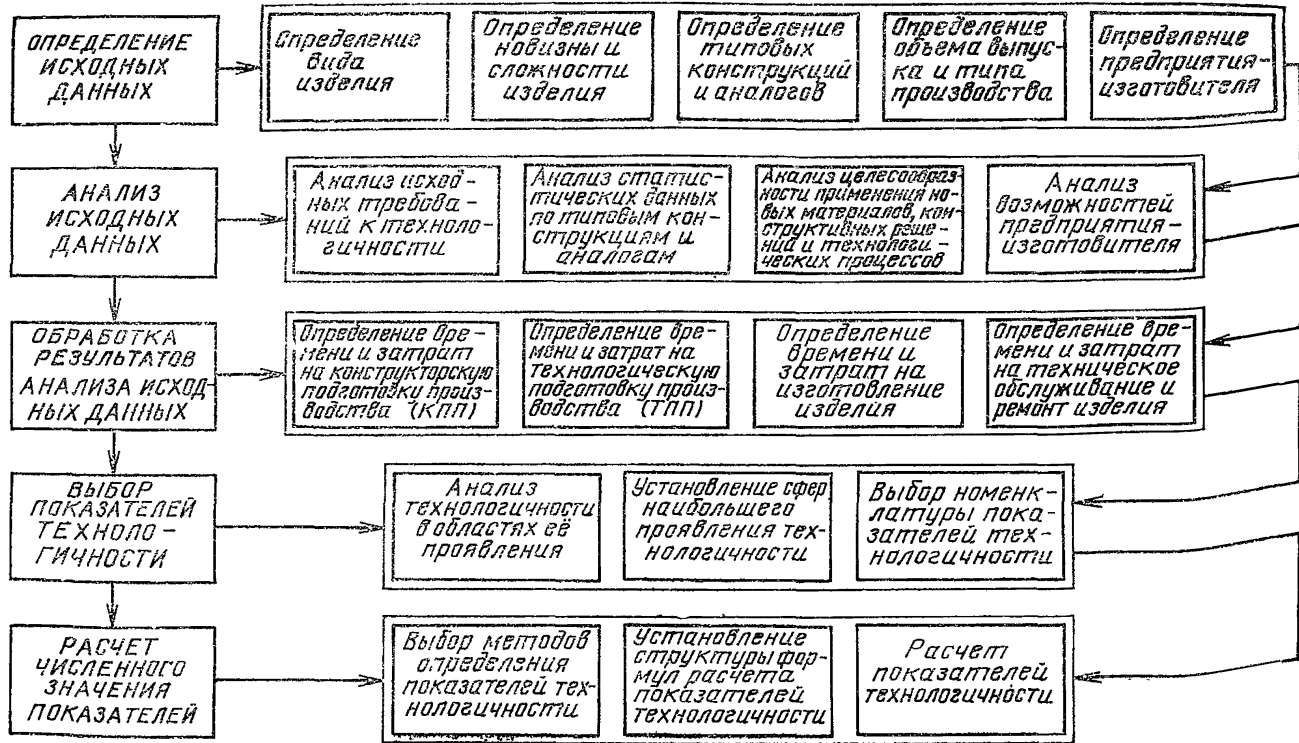 ОПРЕДЕЛЕНИЕ
ИСХОДНЫХ
ДАННЫХ
Определение
вида
изделия
Определение
новизны и
сложности
изделия
Определение
типовых
конструкций
и аналогов
Определение
объема выпус-
ка и типа
производства
Определение
предприятия-
изготовителя
АНАЛИЗ
ИСХОДНЫХ
ДАННЫХ
Анализ исход-
ных требова-
ний к техноло-
гичности
Анализ статис-
тических данных
по типовым кон-
струкциям и
аналогам
Анализ целесообраз-
ности применения но-
вых материалов, кон-
структивных реше-
ний и технологи-
ческих процессов
Анализ
возможностей
предприятия-
изготовителя
ОБРАБОТКА
РЕЗУЛЬТАТОВ
АНАЛИЗА ИСХОД-
НЫХ ДАННЫХ
Определение вре-
мени и затрат
на конструкторскую
подготовку произ-
водства (КПП)
Определение вре-
мени и затрат на
технологическую
подготовку произ-
водства (ТПП)
Определение
времени и
затрат на
изготовление
изделия
Определение вре-
мени и затрат
на техническое
обслуживание и
ремонт изделия
ВЫБОР
ПОКАЗАТЕЛЕЙ
ТЕХНОЛО-
ГИЧНОСТИ
Анализ
технологичности
в областях её
проявления
Установление сфер
наибольшего
проявления тех-
нологичности
Выбор номенк-
латуры пока-
зателей тех-
нологичности
РАСЧЕТ
ЧИСЛЕННОГО
ЗНАЧЕНИЯ
ПОКАЗАТЕЛЕЙ
Выбор методов
определения
показателей тех-
нологичности
Установление
структуры фор-
мул расчета
показателей
технологичности
Расчет
показателей
технологичности